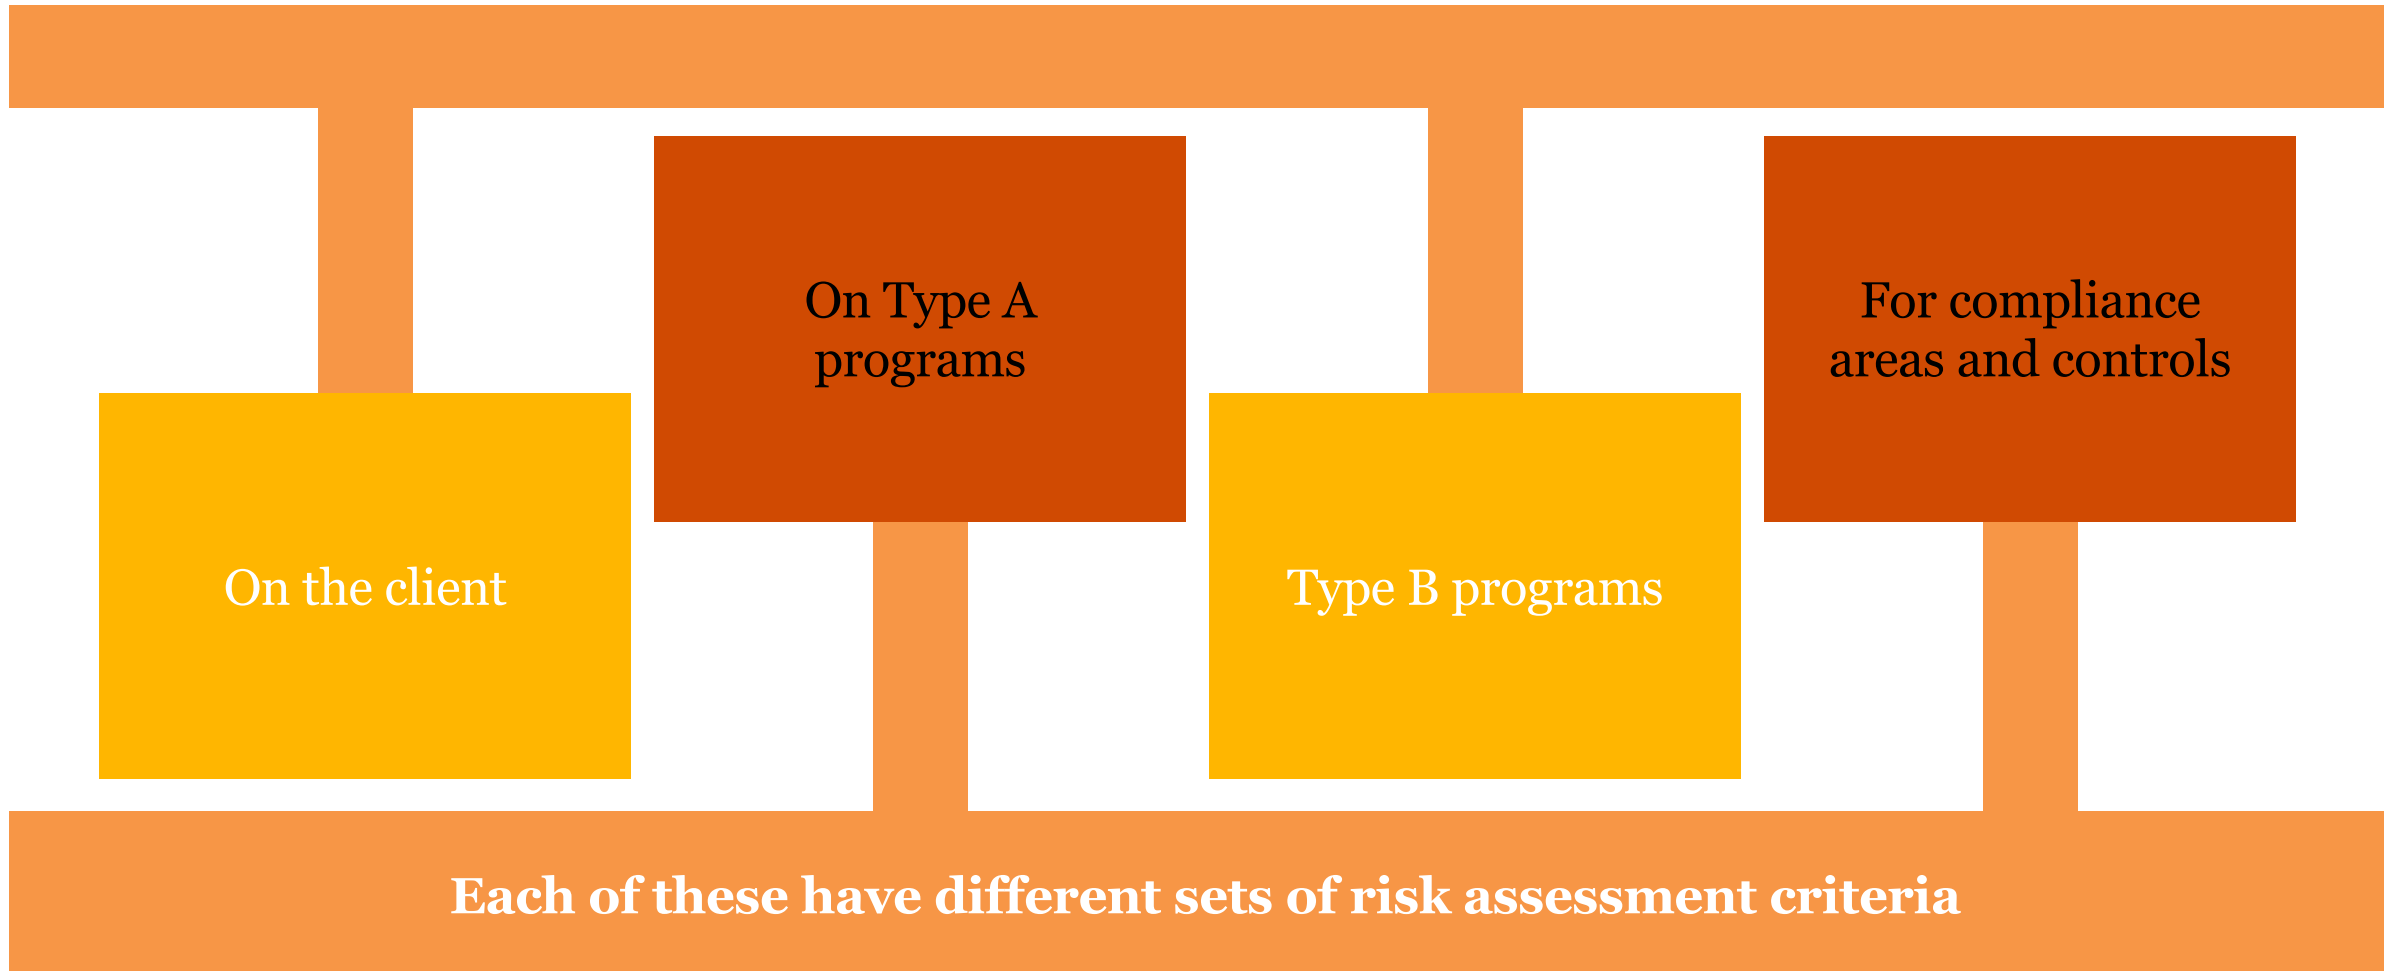 On the client
On Type A
programs
Type B programs
For compliance
areas and controls
Each of these have different sets of risk assessment criteria